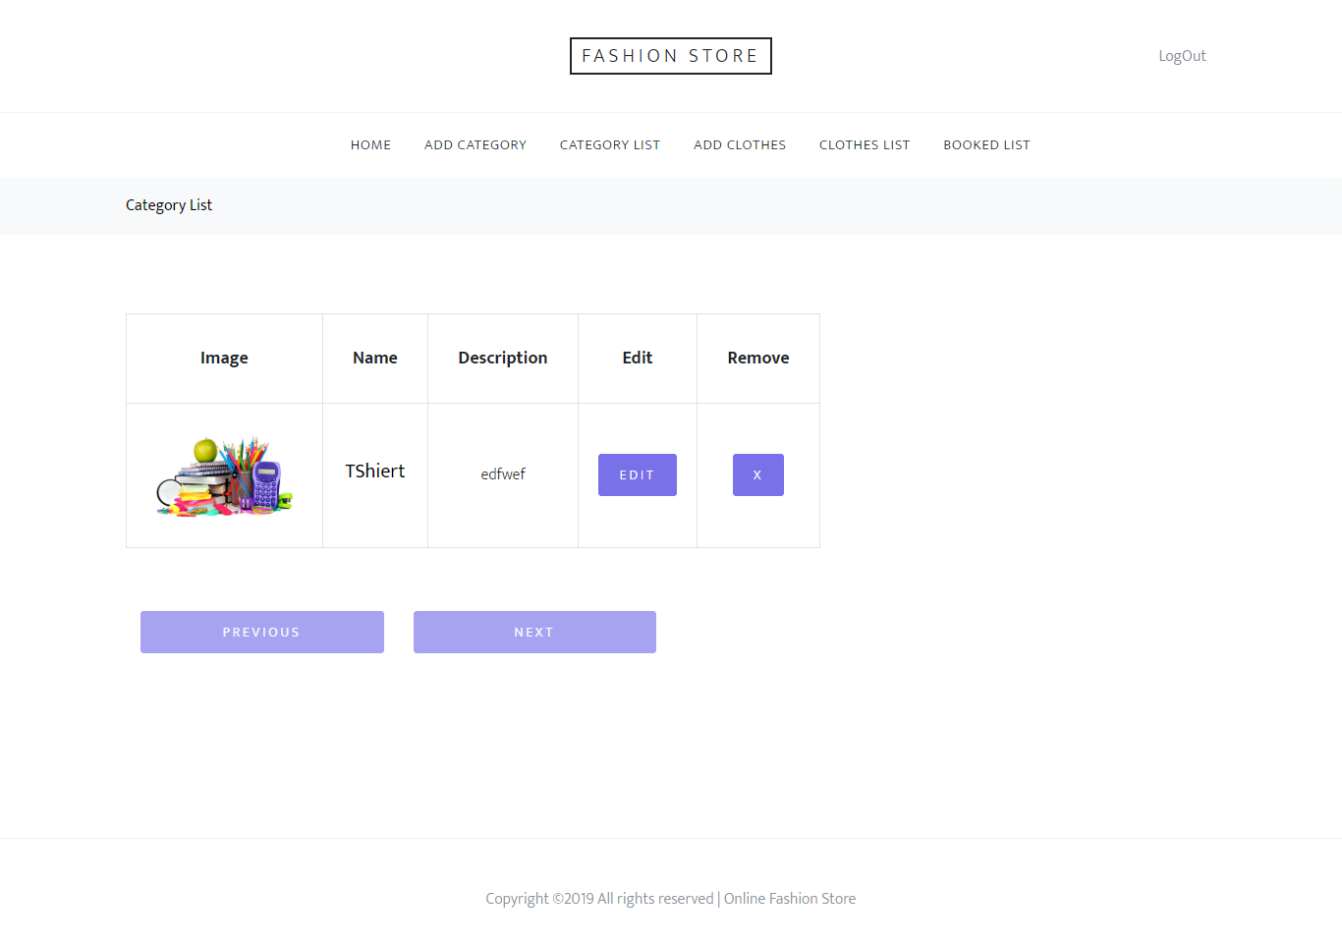 FASHION STORE
LogOut
HOME ADD CATEGORY CATEGORY LIST ADD CLOTHES CLOTHES LIST BOOKED LIST
Category List
Image Name Description Edit Remove
TShiert edfwef EDIT X
PREVIOUS NEXT
Copyright ©2019 All rights reserved | Online Fashion Store